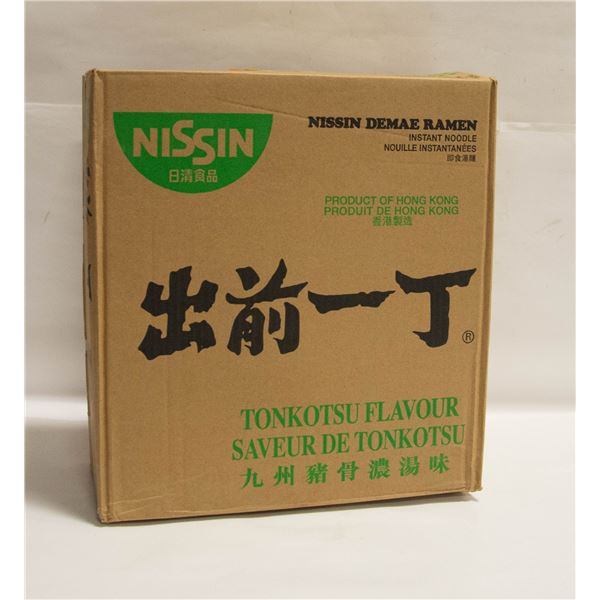 NISSIN
日清食品
NISSIN DEMAE RAMEN
INSTANT NOODLE
NOUILLE INSTANTANÉES
即食湯麵
PRODUCT OF HONG KONG
PRODUIT DE HONG KONG
香港製造
出前一丁®
TONKOTSU FLAVOUR
SAVEUR DE TONKOTSU
九州豬骨濃湯味